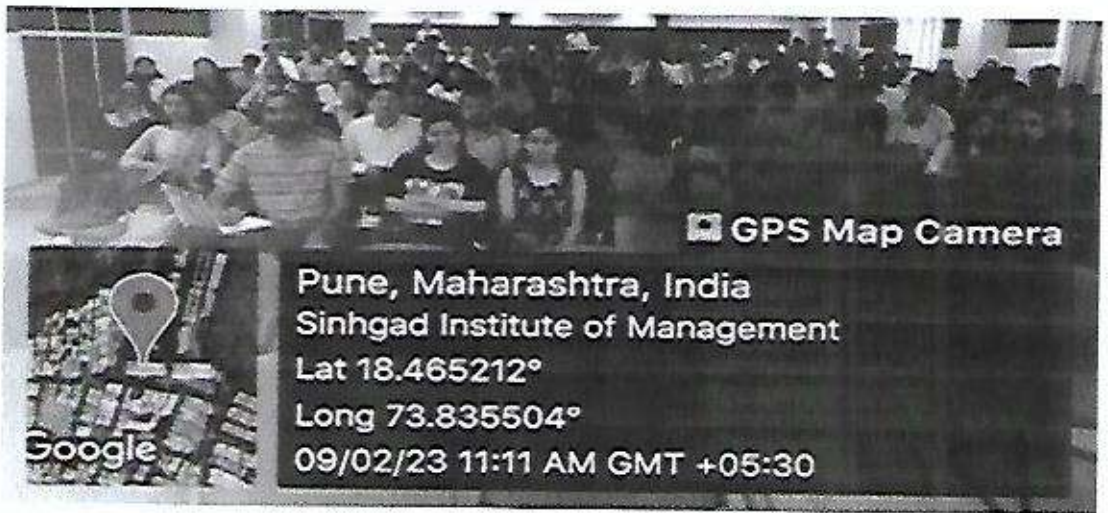 GPS Map Camera
Pune, Maharashtra, India
Sinhgad Institute of Management
Lat 18.465212°
Long 73.835504°
09/02/23 11:11 AM GMT +05:30
Google